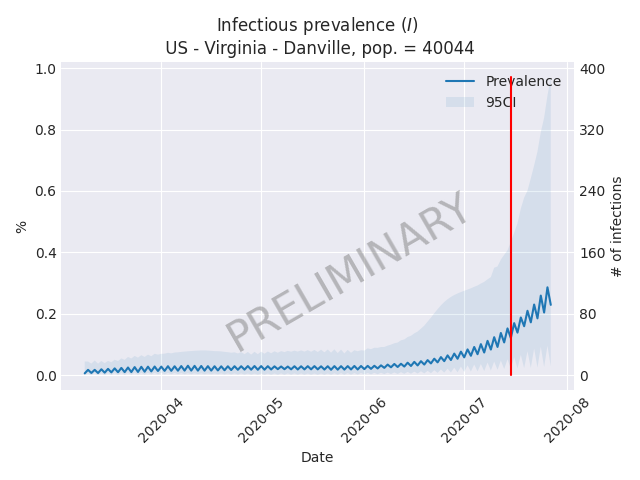 Infectious prevalence (I)
US - Virginia - Danville, pop. = 40044
1.0
0.8
0.6
0.4
0.2
0.0
%
400
320
240
160
80
0
# of infections
Prevalence
95CI
PRELIMINARY
2020-04
2020-05
2020-06
2020-07
2020-08
Date